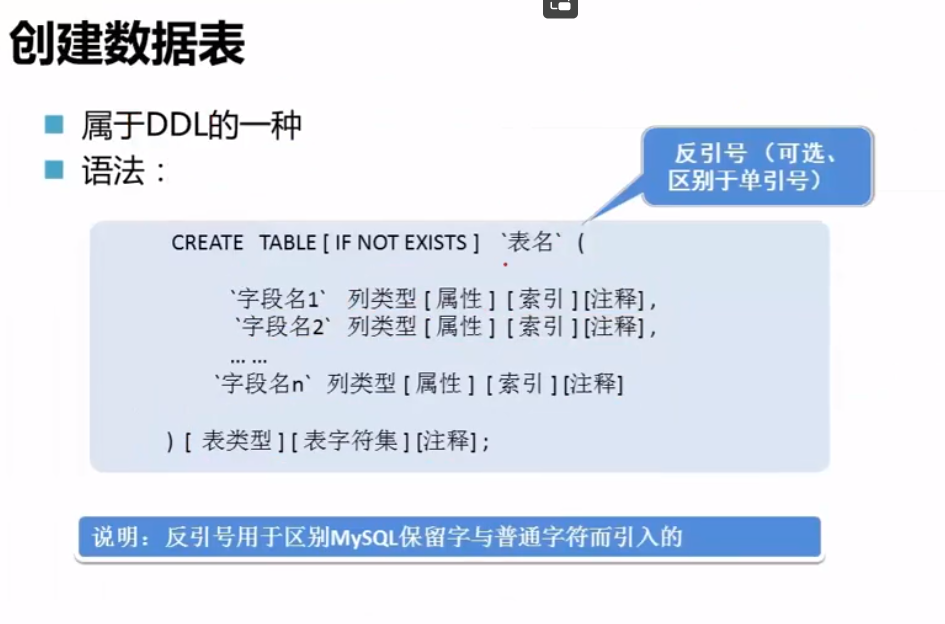 创建数据表
属于DDL的一种
语法：
反引号（可选、
区别于单引号）
CREATE TABLE [ IF NOT EXISTS ] `表名` (
`字段名1` 列类型 [ 属性 ] [ 索引 ] [注释] ,
`字段名2` 列类型 [ 属性 ] [ 索引 ] [注释] ,
... ...
`字段名n` 列类型 [ 属性 ] [ 索引 ] [注释]
) [ 表类型 ] [ 表字符集 ] [注释] ;
说明：反引号用于区别MySQL保留字与普通字符而引入的